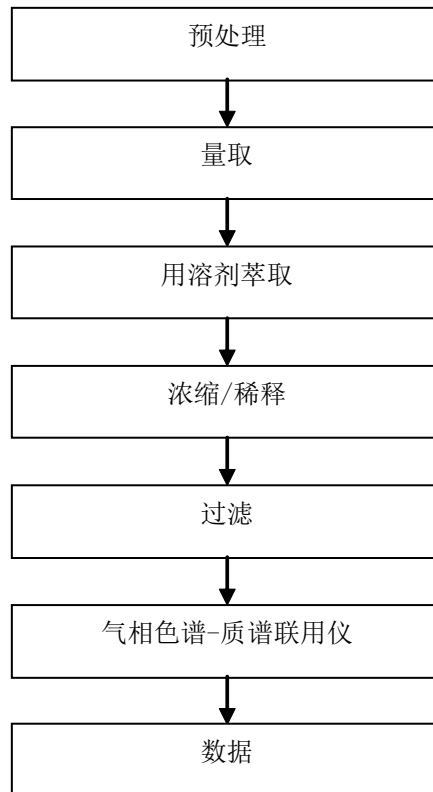 预处理
量取
用溶剂萃取
浓缩/稀释
过滤
气相色谱-质谱联用仪
数据